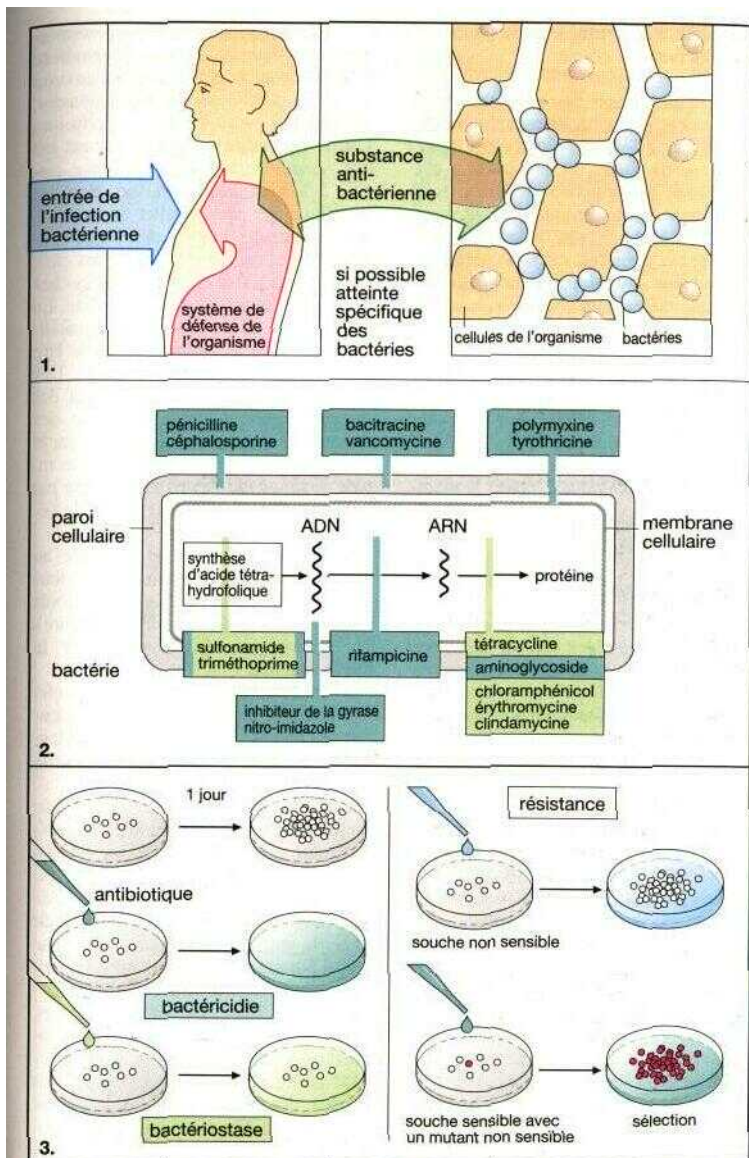 entrée de
l'infection
bactérienne
substance
anti-
bactérienne
système de
défense de
l'organisme
si possible
atteinte
spécifique
des
bactéries
cellules de l'organisme
bactéries
1.
pénicilline
céphalosporine
bacitracine
vancomycine
polymyxine
tyrothricine
paroi
cellulaire
ADN
ARN
membrane
cellulaire
synthèse
d'acide tétra-
hydrofolique
protéine
bactérie
sulfonamide
triméthoprime
rifampicine
tétracycline
aminoglycoside
chloramphénicol
érythromycine
clindamycine
inhibiteur de la gyrase
nitro-imidazole
2.
1 jour
antibiotique
bactéricidie
bactériostase
résistance
souche non sensible
souche sensible avec
un mutant non sensible
sélection
3.